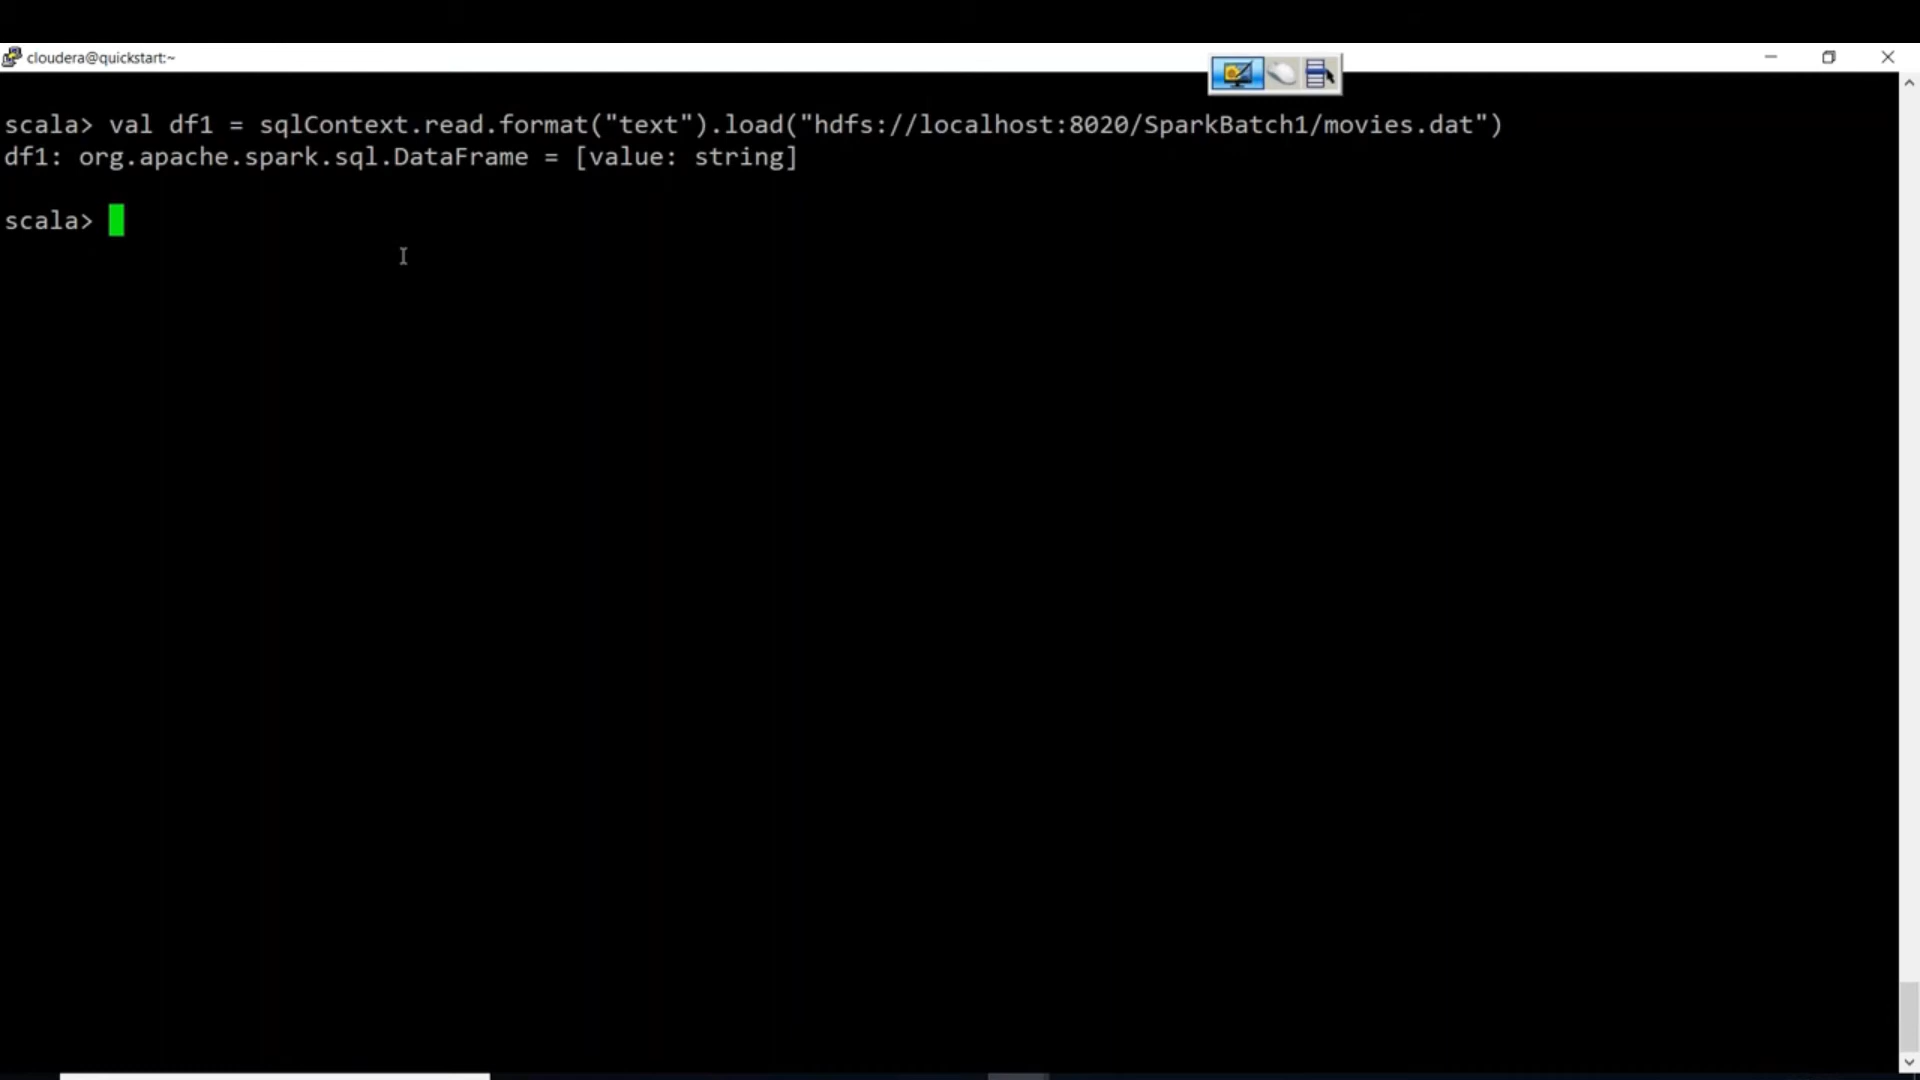 cloudera@quickstart:~
scala> val df1 = sqlContext.read.format("text").load("hdfs://localhost:8020/SparkBatch1/movies.dat")
df1: org.apache.spark.sql.DataFrame = [value: string]
scala>